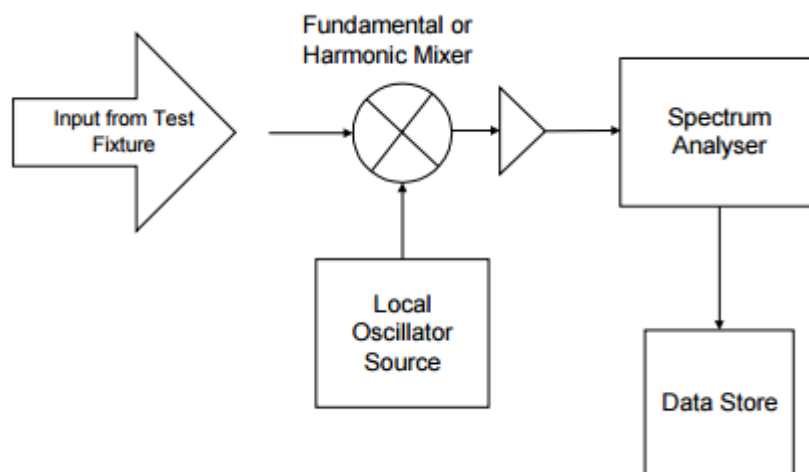 Fundamental or
Harmonic Mixer
Input from Test
Fixture
Spectrum
Analyser
Local
Oscillator
Source
Data Store